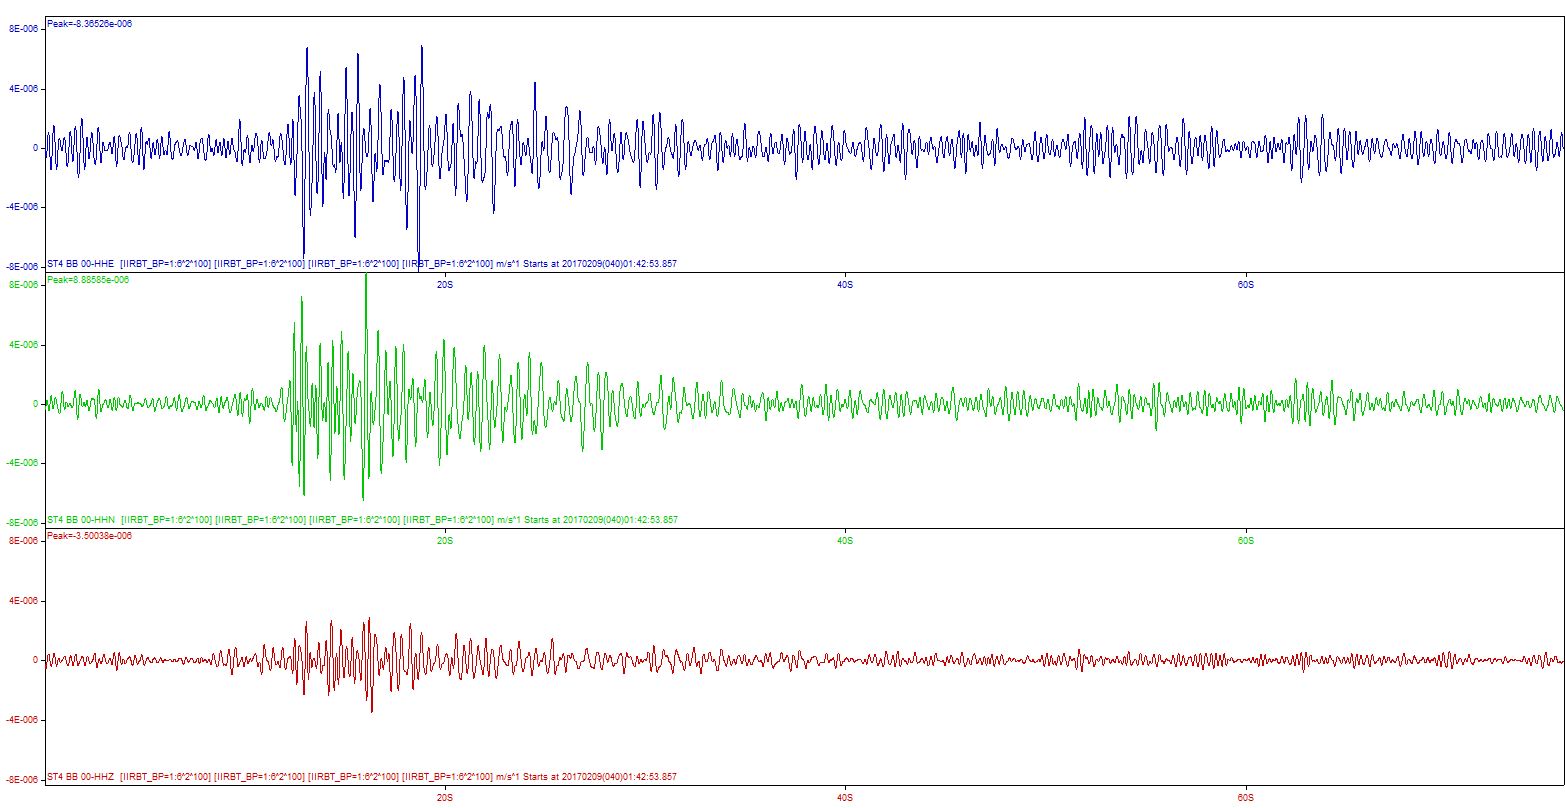 Peak=-8.36526e-006
8E-006
4E-006
0
-4E-006
-8E-006
ST4 BB 00-HHE [IIRBT_BP=1:6^2^100] [IIRBT_BP=1:6^2^100] [IIRBT_BP=1:6^2^100] [IIRBT_BP=1:6^2^100] m/s^1 Starts at 20170209(040)01:42:53.857
20S 40S 60S
Peak=8.88585e-006
8E-006
4E-006
0
-4E-006
-8E-006
ST4 BB 00-HHN [IIRBT_BP=1:6^2^100] [IIRBT_BP=1:6^2^100] [IIRBT_BP=1:6^2^100] [IIRBT_BP=1:6^2^100] m/s^1 Starts at 20170209(040)01:42:53.857
20S 40S 60S
Peak=-3.50038e-006
8E-006
4E-006
0
-4E-006
-8E-006
ST4 BB 00-HHZ [IIRBT_BP=1:6^2^100] [IIRBT_BP=1:6^2^100] [IIRBT_BP=1:6^2^100] [IIRBT_BP=1:6^2^100] m/s^1 Starts at 20170209(040)01:42:53.857
20S 40S 60S